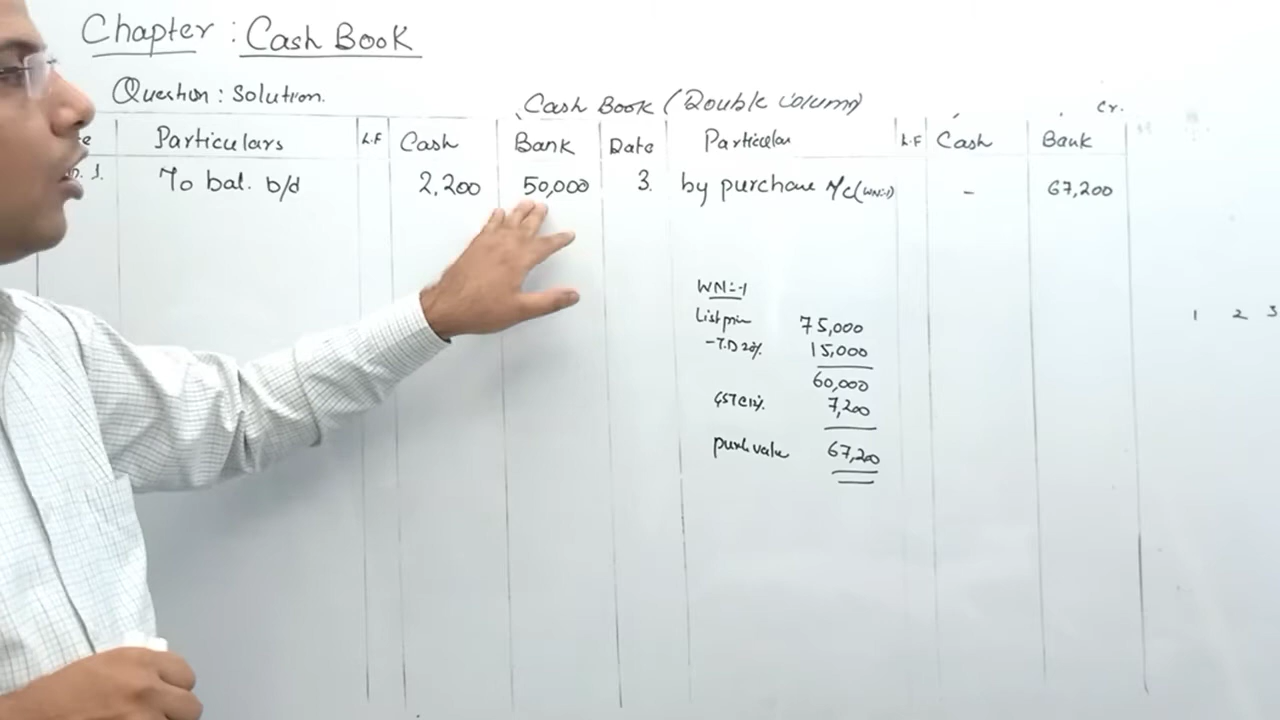 Chapter : Cash Book
Question : Solution.
Cash Book (Double Column)
Cr.
e Particulars L.F Cash Bank Date Particular L.F Cash Bank
n. 1. To bal. b/d 2,200 50,000 3. by purchase A/c (WN:-1) - 67,200
WN:-1
List price 75,000
-T.D 20% 15,000
60,000
GST @12% 7,200
purch value 67,200
1 2 3